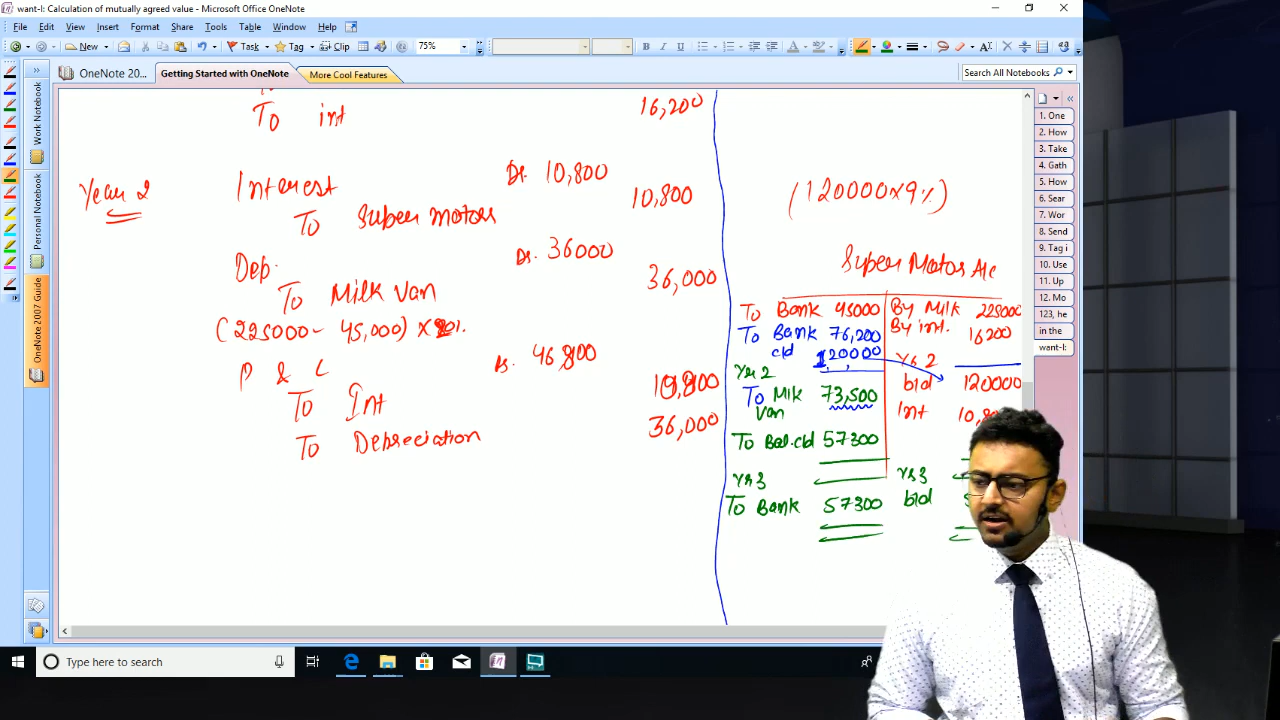 want-l: Calculation of mutually agreed value - Microsoft Office OneNote
File Edit View Insert Format Share Tools Table Window Help
New Task Tag Clip 75%
OneNote 20... Getting Started with OneNote More Cool Features Search All Notebooks
Work Notebook
Personal Notebook
OneNote 2007 Guide
1. One
2. How
3. Take
4. Gath
5. How
6. Sear
7. Wor
8. Send
9. Tag i
10. Use
11. Up
12. Mo
123, he
in the
want-l:
To int 16,200
Year 2 Interest Dr. 10,800
To Super motors 10,800
Dep. Dr. 36000
To Milk Van 36,000
(225000 - 45,000) × 20%
P & L Dr. 46,800
To Int 10,800
To Depreciation 36,000
(120000×9%)
Super Motor A/c
To Bank 45000 By Milk 225000
To Bank 76,200 By int. 16200
c/d 120000
Yr 2 Yr 2
b/d 120000
To Milk Van 73,500 Int 10,8
To Bal. c/d 57300
Yr 3 Yr 3
To Bank 57300 b/d 5
Type here to search